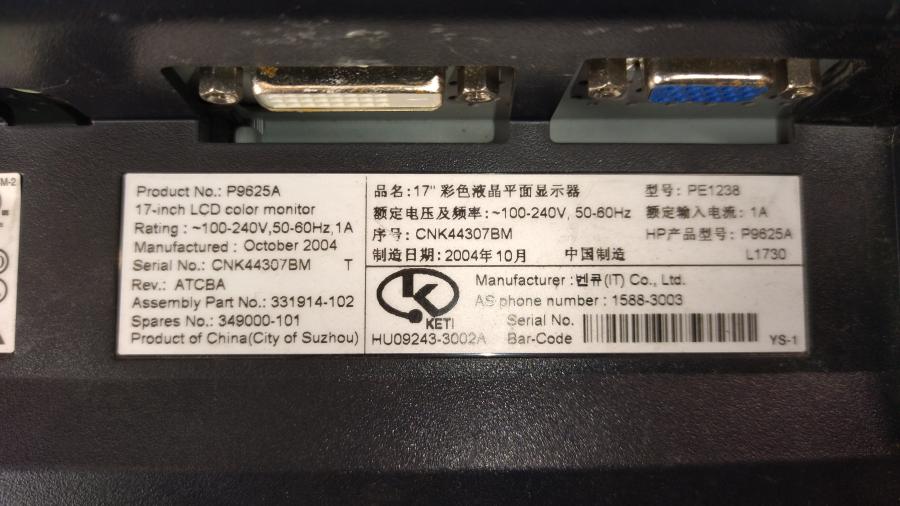 M-2
Product No.: P9625A
17-inch LCD color monitor
Rating : ~100-240V,50-60Hz,1A
Manufactured : October 2004
Serial No.: CNK44307BM T
Rev.: ATCBA
Assembly Part No.: 331914-102
Spares No.: 349000-101
Product of China(City of Suzhou)
品名: 17" 彩色液晶平面显示器 型号: PE1238
额定电压及频率: ~100-240V, 50-60Hz 额定输入电流: 1A
序号: CNK44307BM HP产品型号: P9625A
制造日期: 2004年10月 中国制造 L1730
KETI
HU09243-3002A
Manufacturer : 벤큐(IT) Co., Ltd.
AS phone number : 1588-3003
Serial No.
Bar-Code
YS-1